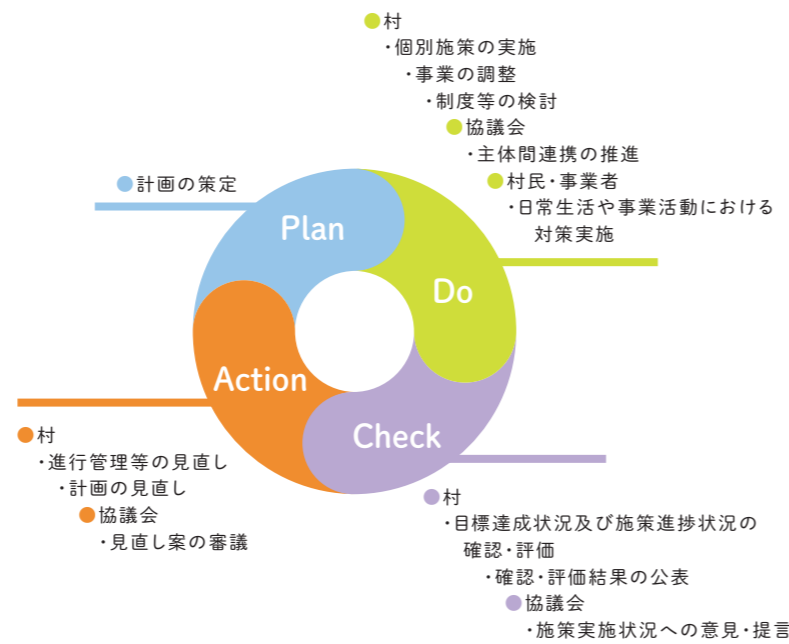 ●村
・個別施策の実施
・事業の調整
・制度等の検討
●協議会
・主体間連携の推進
●村民・事業者
・日常生活や事業活動における
対策実施
●計画の策定
Plan
Do
Action
Check
●村
・進行管理等の見直し
・計画の見直し
●協議会
・見直し案の審議
●村
・目標達成状況及び施策進捗状況の
確認・評価
・確認・評価結果の公表
●協議会
・施策実施状況への意見・提言